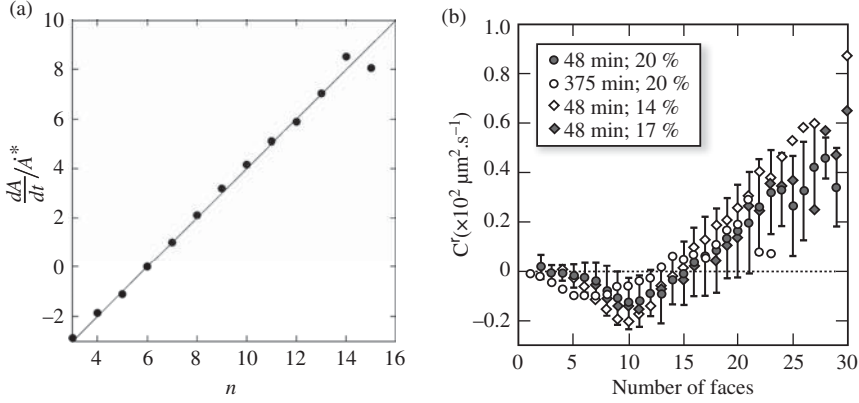 (a)
10
8
6
4
2
0
−2
dA/dt / Ȧ*
4 6 8 10 12 14 16
n
(b)
1.0
0.8
0.6
0.4
0.2
0
−0.2
Cʳ(×10² μm².s⁻¹)
48 min; 20 %
375 min; 20 %
48 min; 14 %
48 min; 17 %
0 5 10 15 20 25 30
Number of faces